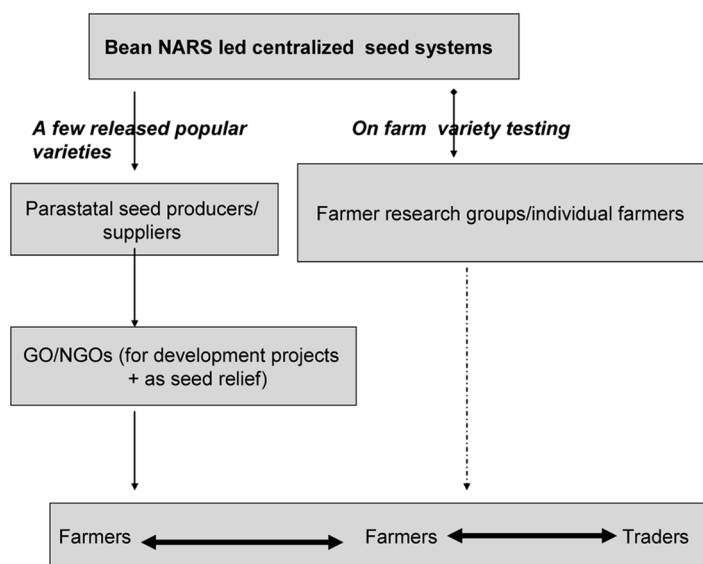 Bean NARS led centralized seed systems
A few released popular
varieties
On farm variety testing
Parastatal seed producers/
suppliers
Farmer research groups/individual farmers
GO/NGOs (for development projects
+ as seed relief)
Farmers
Farmers
Traders